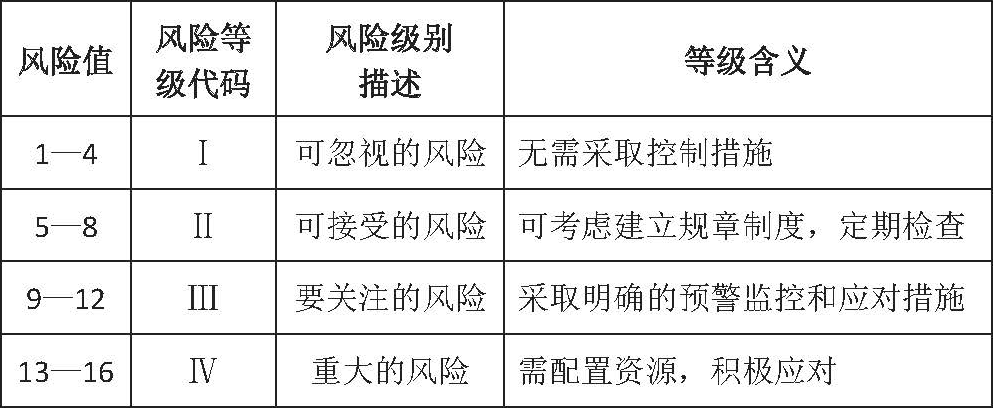 风险值 风险等级代码 风险级别描述 等级含义
1—4 Ⅰ 可忽视的风险 无需采取控制措施
5—8 Ⅱ 可接受的风险 可考虑建立规章制度，定期检查
9—12 Ⅲ 要关注的风险 采取明确的预警监控和应对措施
13—16 Ⅳ 重大的风险 需配置资源，积极应对